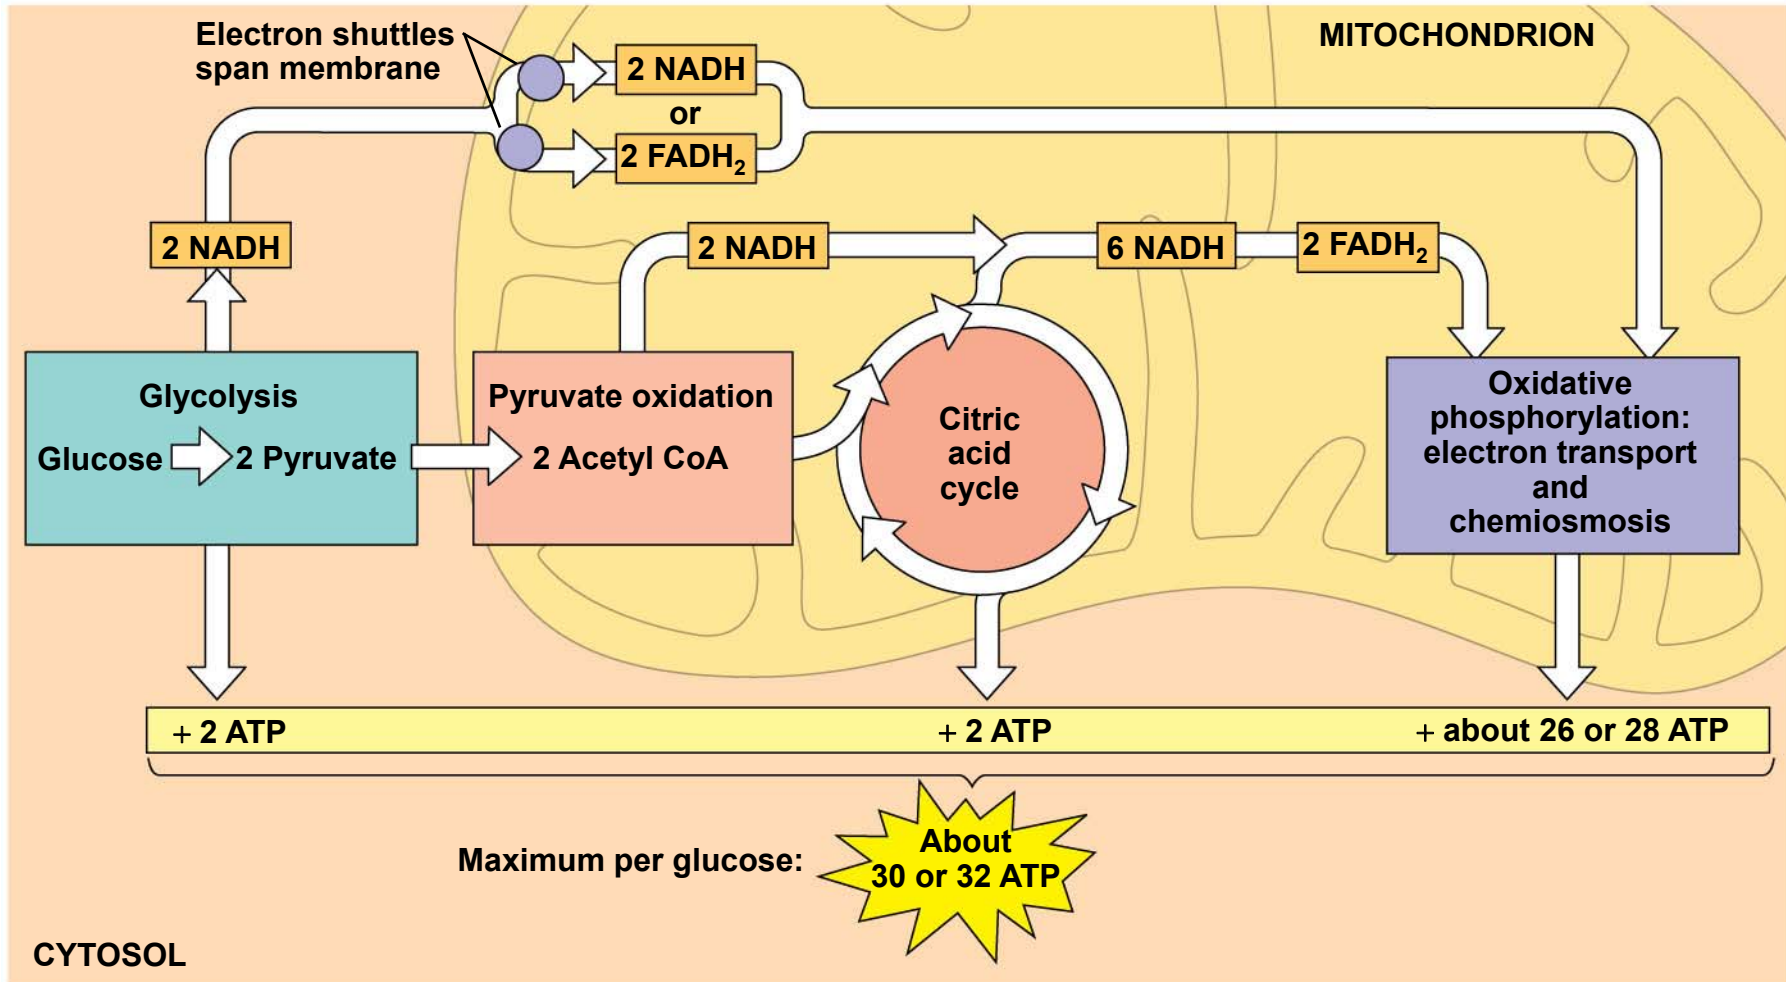 Electron shuttles
span membrane
MITOCHONDRION
2 NADH
or
2 FADH₂
2 NADH
2 NADH
6 NADH
2 FADH₂
Glycolysis
Glucose
2 Pyruvate
Pyruvate oxidation
2 Acetyl CoA
Citric
acid
cycle
Oxidative
phosphorylation:
electron transport
and
chemiosmosis
+ 2 ATP
+ 2 ATP
+ about 26 or 28 ATP
Maximum per glucose:
About
30 or 32 ATP
CYTOSOL